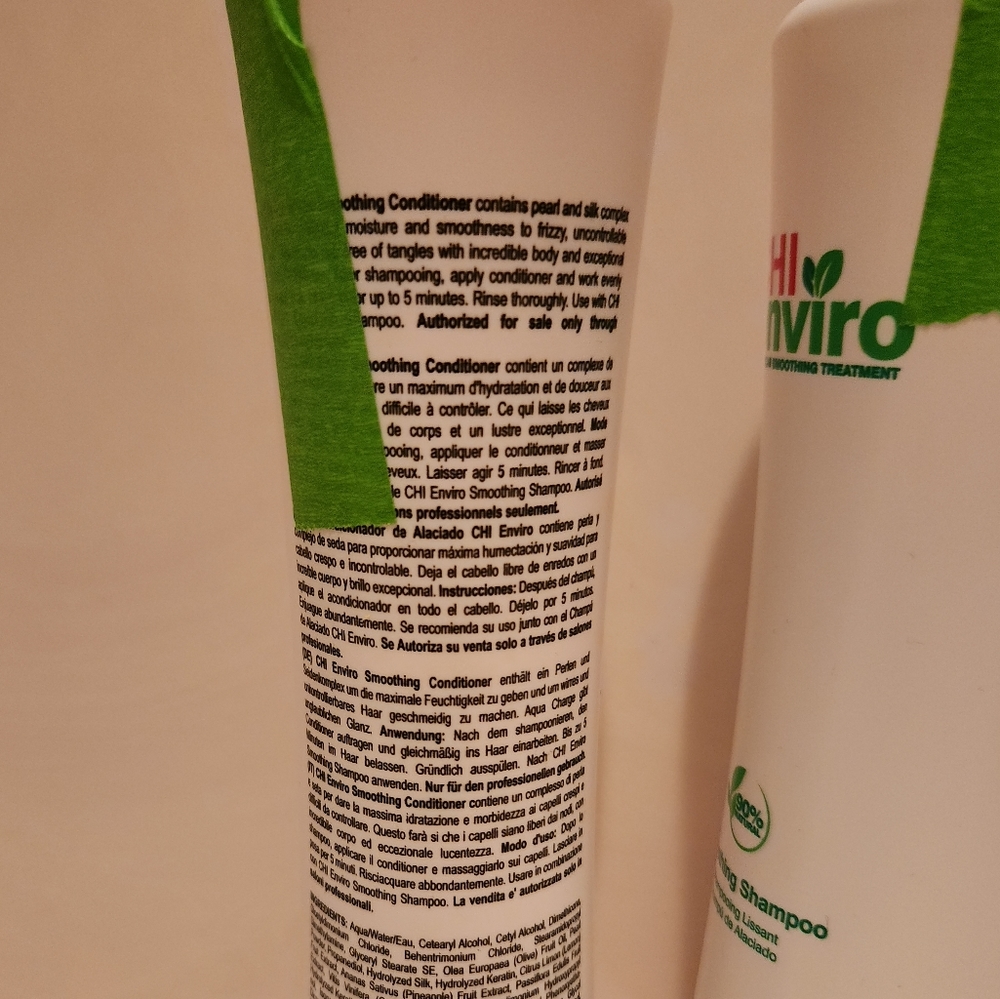 oothing Conditioner contains pearl and silk complex
moisture and smoothness to frizzy, uncontrollable
ree of tangles with incredible body and exceptional
r shampooing, apply conditioner and work evenly
or up to 5 minutes. Rinse thoroughly. Use with CHI
ampoo. Authorized for sale only through
oothing Conditioner contient un complexe de
re un maximum d'hydratation et de douceur aux
difficile à contrôler. Ce qui laisse les cheveux
de corps et un lustre exceptionnel. Mode
ooing, appliquer le conditionneur et masser
eveux. Laisser agir 5 minutes. Rincer à fond
le CHI Enviro Smoothing Shampoo. Autorisé
ons professionnels seulement.
cionador de Alaciado CHI Enviro contiene perla y
complejo de seda para proporcionar máxima humectación y suavidad para
cabello crespo e incontrolable. Deja el cabello libre de enredos con un
increíble cuerpo y brillo excepcional. Instrucciones: Después del champú,
aplique el acondicionador en todo el cabello. Déjelo por 5 minutos.
Enjuague abundantemente. Se recomienda su uso junto con el Champú
de Alaciado CHI Enviro. Se Autoriza su venta solo a través de salones
profesionales.
(DE) CHI Enviro Smoothing Conditioner enthält ein Perlen und
Seidenkomplex um die maximale Feuchtigkeit zu geben und um wirres und
unkontrollierbares Haar geschmeidig zu machen. Aqua Charge gibt
unglaublichen Glanz. Anwendung: Nach dem shampoonieren, den
Conditioner auftragen und gleichmäßig ins Haar einarbeiten. Bis zu 5
Minuten im Haar belassen. Gründlich ausspülen. Nach CHI Enviro
Smoothing Shampoo anwenden. Nur für den professionellen gebrauch.
(IT) CHI Enviro Smoothing Conditioner contiene un complesso di perla
e seta per dare la massima idratazione e morbidezza ai capelli crespi e
difficili da controllare. Questo farà si che i capelli siano liberi dai nodi, con
incredibile corpo ed eccezionale lucentezza. Modo d'uso: Dopo lo
shampoo, applicare il conditioner e massaggiarlo sui capelli. Lasciare in
posa per 5 minuti. Risciacquare abbondantemente. Usare in combinazione
con CHI Enviro Smoothing Shampoo. La vendita e' autorizzata solo in
saloni professionali.
INGREDIENTS: Aqua/Water/Eau, Cetearyl Alcohol, Cetyl Alcohol, Dimethicone,
Chloride, Behentrimonium Chloride, Stearamidopropyl
Glyceryl Stearate SE, Olea Europaea (Olive) Fruit Oil,
Propanediol, Hydrolyzed Silk, Hydrolyzed Keratin, Citrus Limon
Ananas Sativus (Pineapple) Fruit Extract, Passiflora Edulis Fruit
Vinifera
HI
nviro
SMOOTHING TREATMENT
90%
hing Shampoo
pooing Lissant
de Alaciado